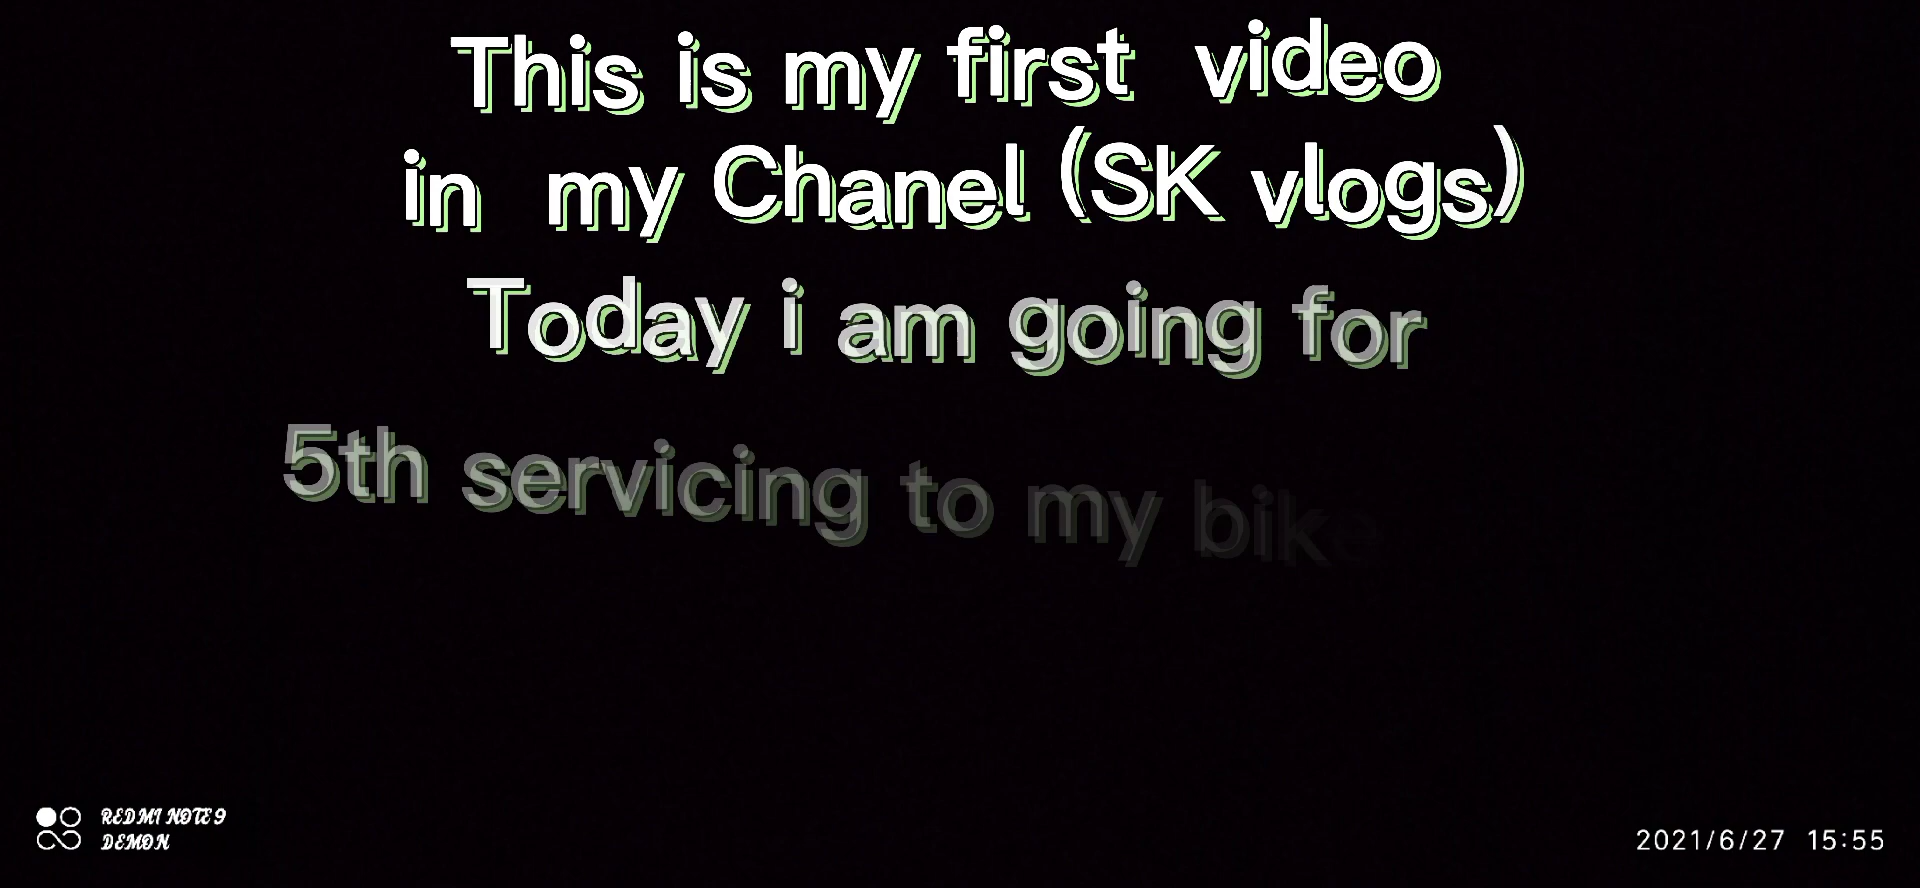 This is my first video
in my Chanel (SK vlogs)
Today i am going for
5th servicing to my bike
REDMI NOTE 9
DEMON
2021/6/27 15:55